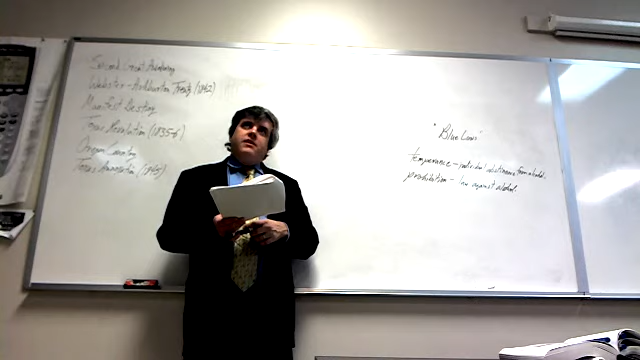 Second Great Awakening
Webster-Ashburton Treaty (1842)
Manifest Destiny
Texas Revolution (1835-6)
Oregon Country
Texas Annexation (1845)
"Blue Laws"
temperance - individual abstinence from alcohol.
prohibition - law against alcohol.